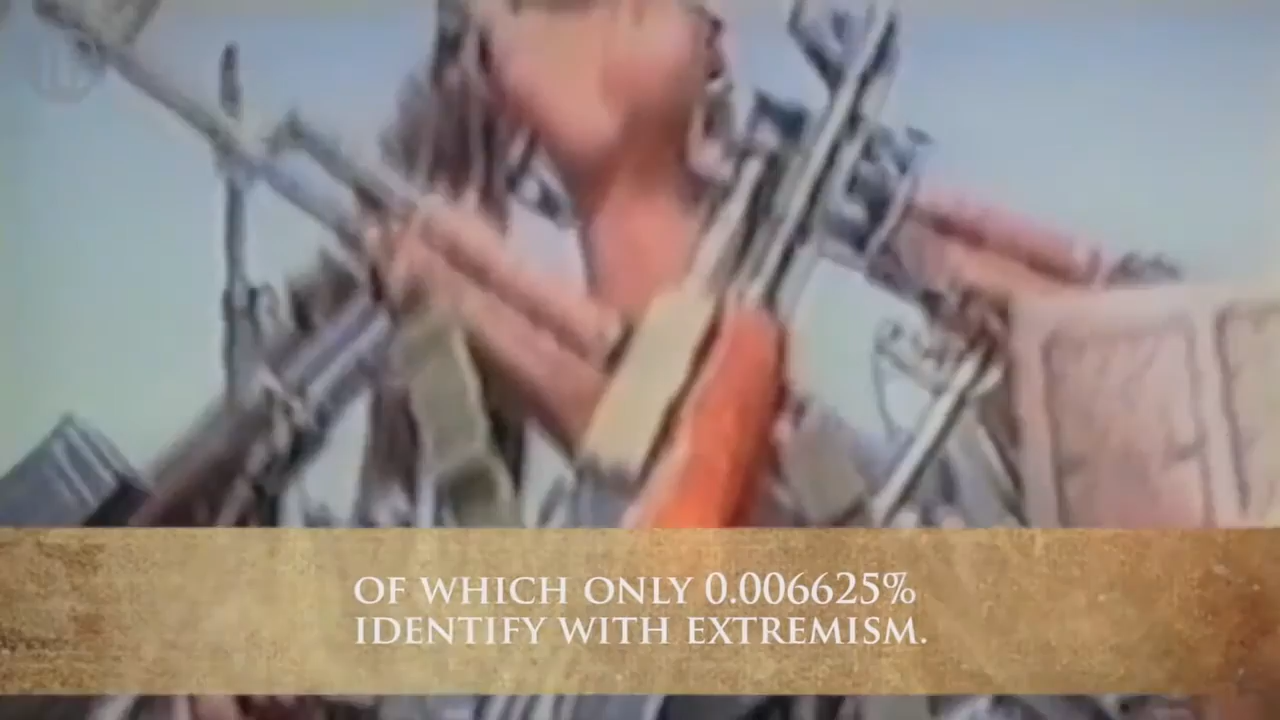 OF WHICH ONLY 0.006625%
IDENTIFY WITH EXTREMISM.